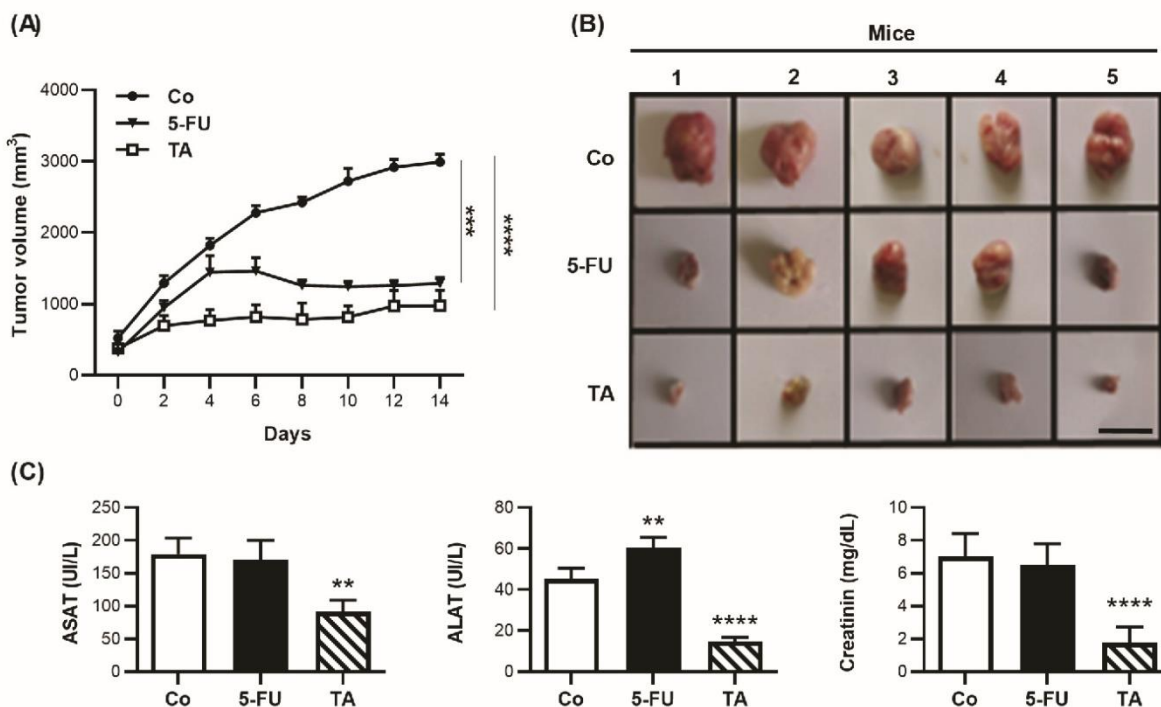 (A)
Co
5-FU
TA
4000
3000
2000
1000
0
Tumor volume (mm³)
0 2 4 6 8 10 12 14
Days
***
****
(B)
Mice
1 2 3 4 5
Co
5-FU
TA
(C)
250
200
150
100
50
0
ASAT (UI/L)
**
Co 5-FU TA
80
60
40
20
0
ALAT (UI/L)
**
****
Co 5-FU TA
10
8
6
4
2
0
Creatinin (mg/dL)
****
Co 5-FU TA